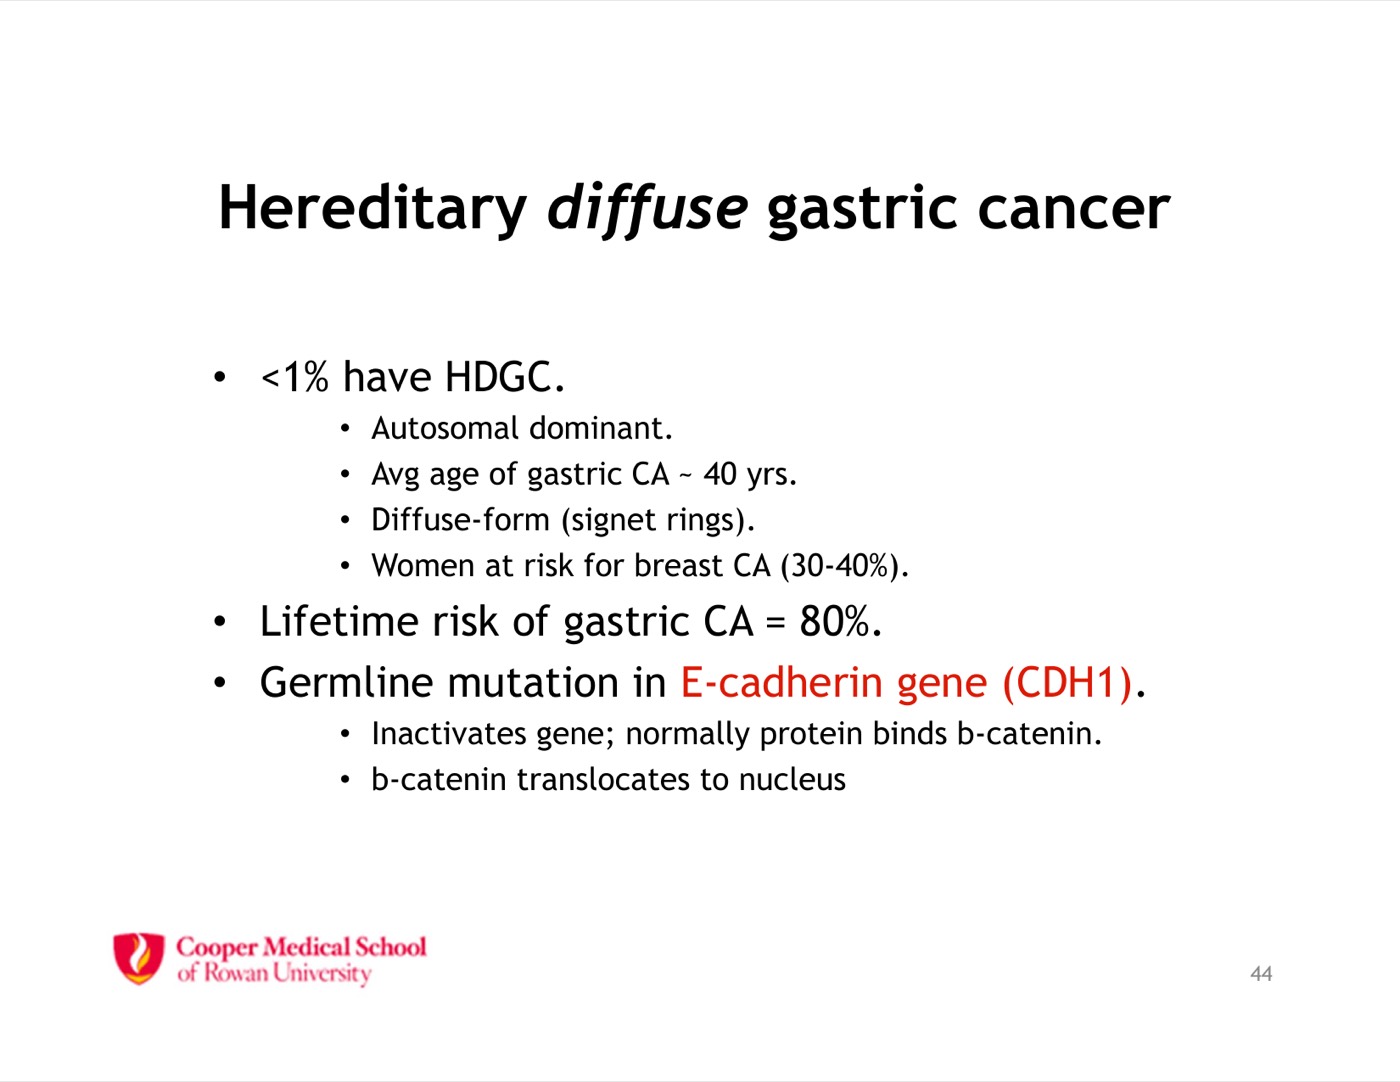 Hereditary diffuse gastric cancer
• <1% have HDGC.
• Autosomal dominant.
• Avg age of gastric CA ~ 40 yrs.
• Diffuse-form (signet rings).
• Women at risk for breast CA (30-40%).
• Lifetime risk of gastric CA = 80%.
• Germline mutation in E-cadherin gene (CDH1).
• Inactivates gene; normally protein binds b-catenin.
• b-catenin translocates to nucleus
Cooper Medical School
of Rowan University
44